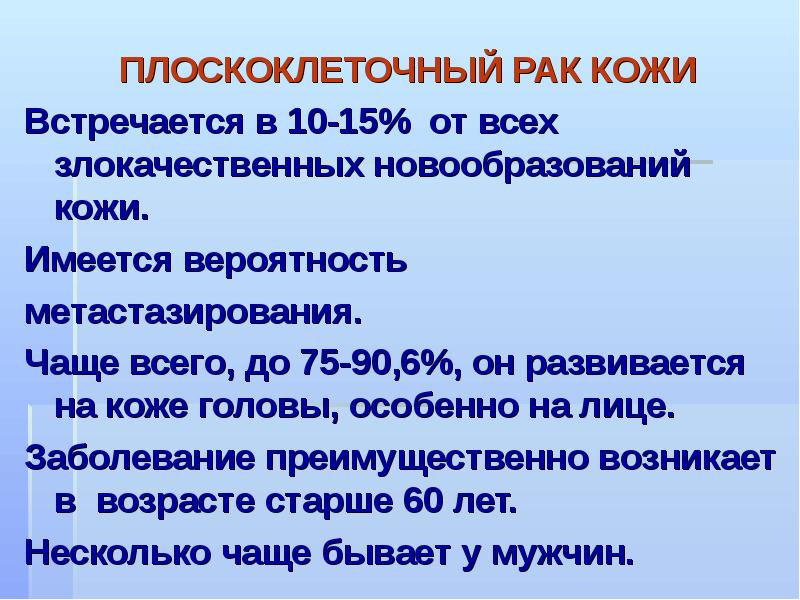 ПЛОСКОКЛЕТОЧНЫЙ РАК КОЖИ
Встречается в 10-15% от всех
злокачественных новообразований
кожи.
Имеется вероятность
метастазирования.
Чаще всего, до 75-90,6%, он развивается
на коже головы, особенно на лице.
Заболевание преимущественно возникает
в возрасте старше 60 лет.
Несколько чаще бывает у мужчин.